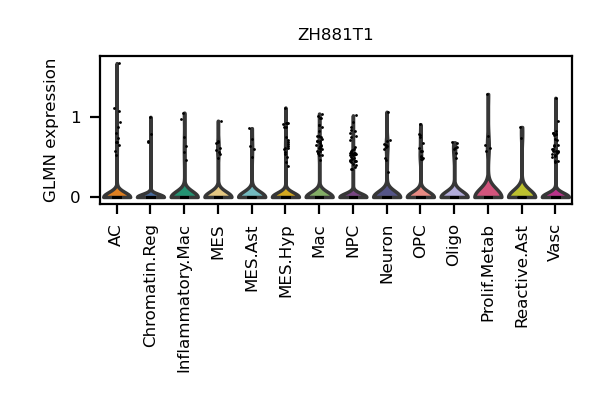 ZH881T1
GLMN expression
1
0
AC
Chromatin.Reg
Inflammatory.Mac
MES
MES.Ast
MES.Hyp
Mac
NPC
Neuron
OPC
Oligo
Prolif.Metab
Reactive.Ast
Vasc